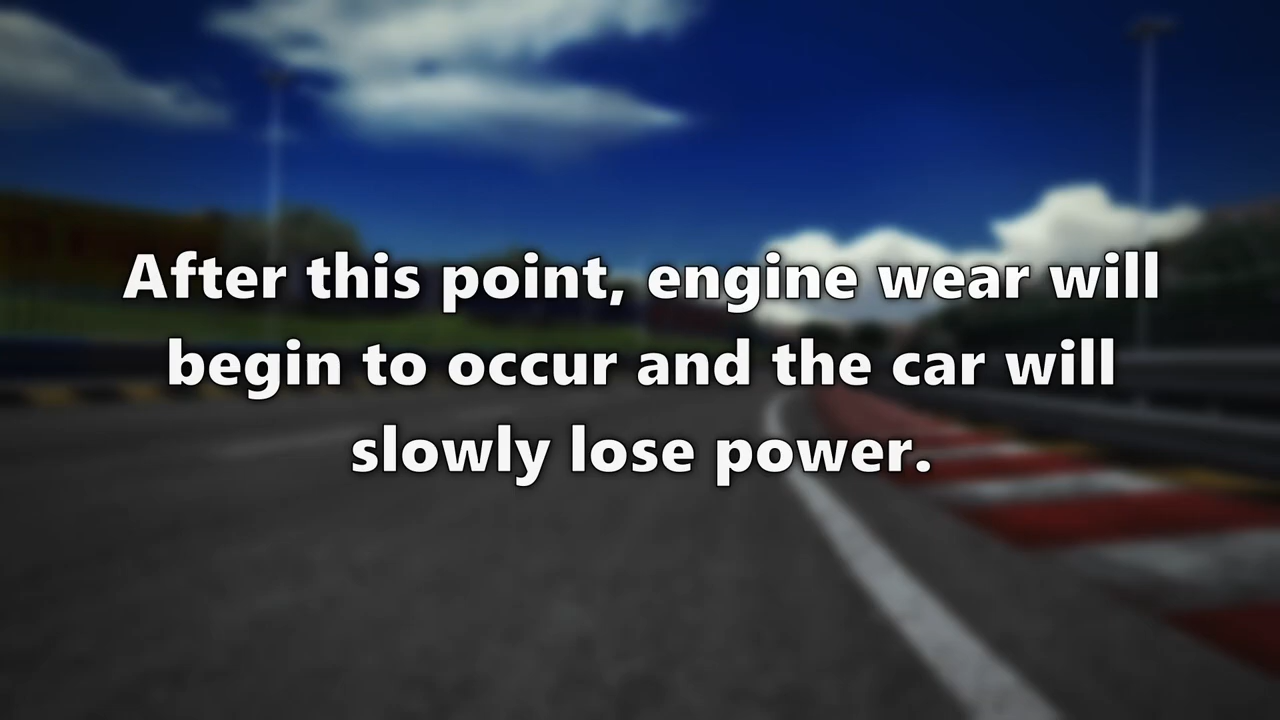 After this point, engine wear will
begin to occur and the car will
slowly lose power.